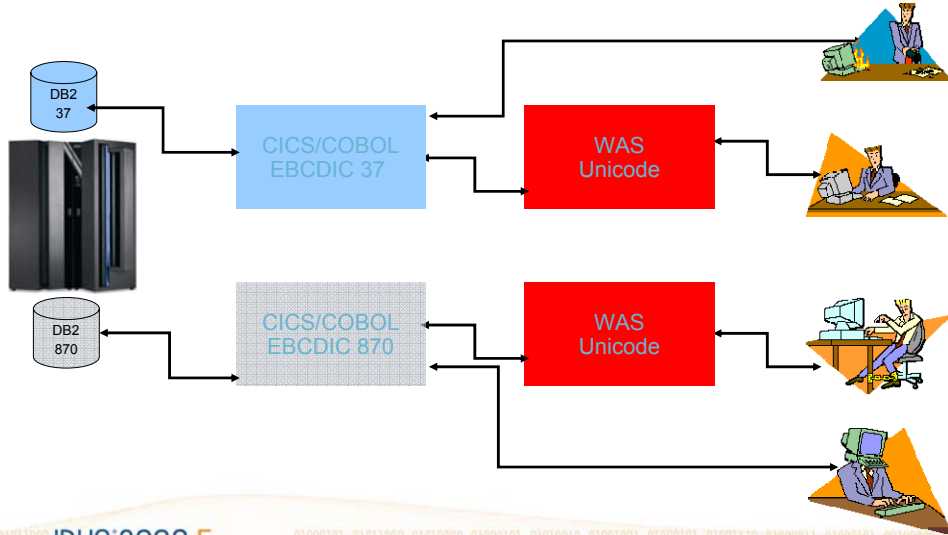 DB2
37
CICS/COBOL
EBCDIC 37
WAS
Unicode
DB2
870
CICS/COBOL
EBCDIC 870
WAS
Unicode